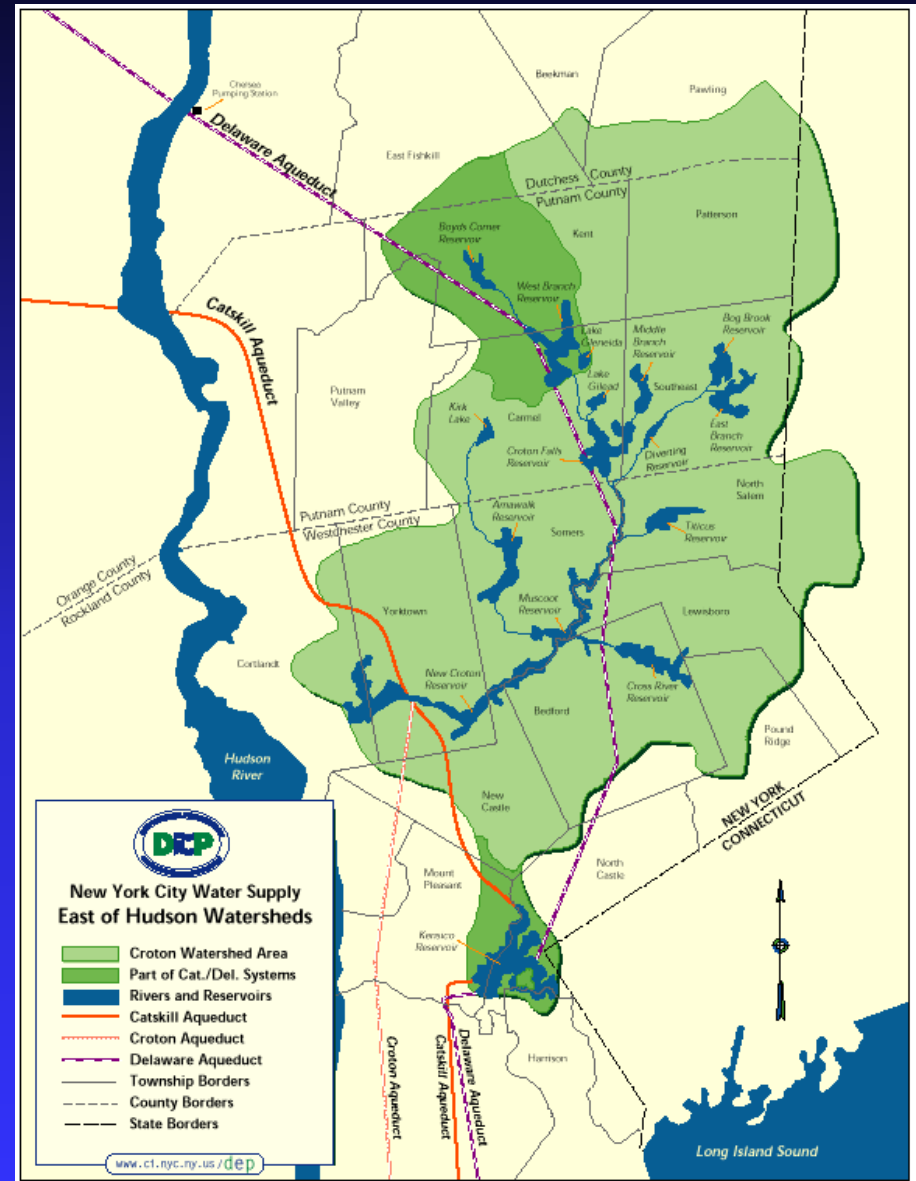 Chelsea
Pumping Station
Beekman
Pawling
Delaware Aqueduct
East Fishkill
Dutchess County
Putnam County
Patterson
Kent
Boyds Corner
Reservoir
West Branch
Reservoir
Catskill Aqueduct
Lake
Gleneida
Middle
Branch
Reservoir
Bog Brook
Reservoir
Putnam
Valley
Lake
Gilead
Southeast
Kirk
Lake
Carmel
East
Branch
Reservoir
Croton Falls
Reservoir
Diverting
Reservoir
North
Salem
Putnam County
Westchester County
Amawalk
Reservoir
Somers
Titicus
Reservoir
Orange County
Rockland County
Yorktown
Muscoot
Reservoir
Lewisboro
Cortlandt
New Croton
Reservoir
Cross River
Reservoir
Bedford
Pound
Ridge
Hudson
River
New
Castle
NEW YORK
CONNECTICUT
Mount
Pleasant
North
Castle
Kensico
Reservoir
Harrison
Croton Aqueduct
Catskill Aqueduct
Delaware Aqueduct
Long Island Sound
DEP
New York City Water Supply
East of Hudson Watersheds
Croton Watershed Area
Part of Cat./Del. Systems
Rivers and Reservoirs
Catskill Aqueduct
Croton Aqueduct
Delaware Aqueduct
Township Borders
County Borders
State Borders
www.ci.nyc.ny.us/dep